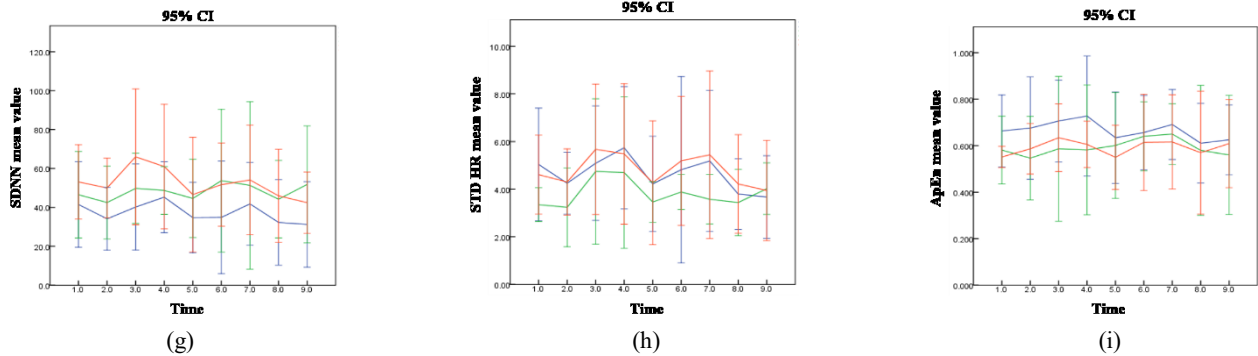 95% CI
SDNN mean value
120.0
100.0
80.0
60.0
40.0
20.0
0.0
1.0 2.0 3.0 4.0 5.0 6.0 7.0 8.0 9.0
Time
(g)
95% CI
STD HR mean value
10.00
8.00
6.00
4.00
2.00
0.00
1.0 2.0 3.0 4.0 5.0 6.0 7.0 8.0 9.0
Time
(h)
95% CI
ApEn mean value
1.000
0.800
0.600
0.400
0.200
0.000
1.0 2.0 3.0 4.0 5.0 6.0 7.0 8.0 9.0
Time
(i)